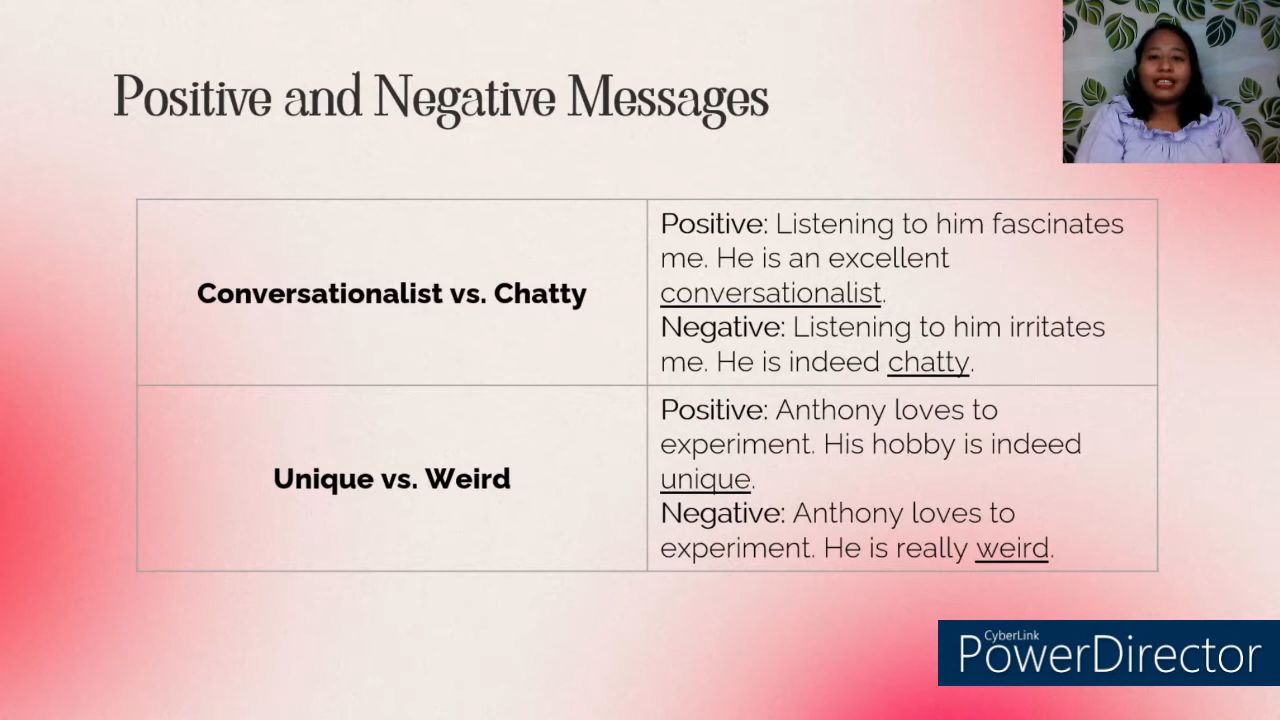 Positive and Negative Messages
Conversationalist vs. Chatty
Positive: Listening to him fascinates
me. He is an excellent
conversationalist.
Negative: Listening to him irritates
me. He is indeed chatty.
Unique vs. Weird
Positive: Anthony loves to
experiment. His hobby is indeed
unique.
Negative: Anthony loves to
experiment. He is really weird.
CyberLink
PowerDirector